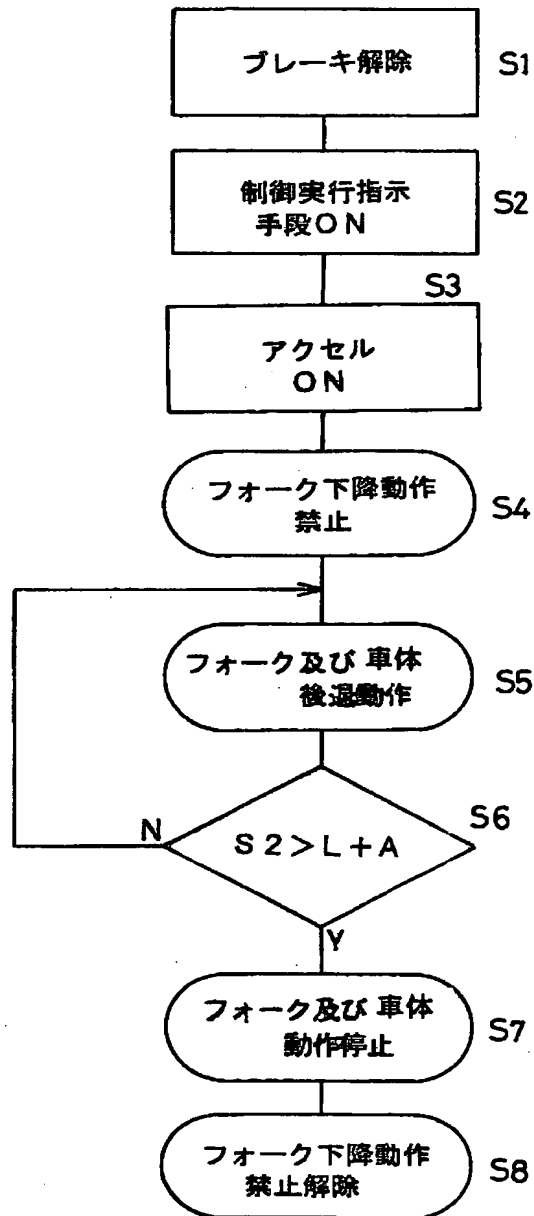 ブレーキ解除 S1
制御実行指示
手段ON
S2
S3
アクセル
ON
フォーク下降動作
禁止
S4
フォーク及び 車体
後退動作
S5
S6
N
S2>L+A
Y
フォーク及び 車体
動作停止
S7
フォーク下降動作
禁止解除
S8